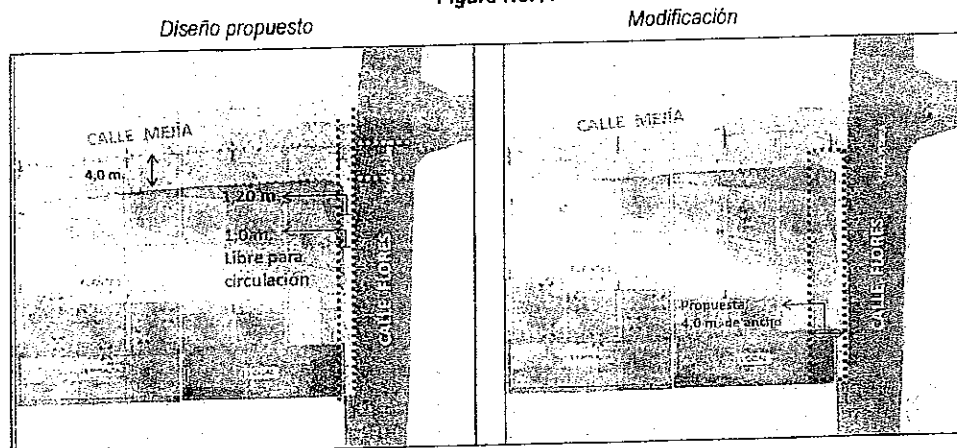 Figura No.
Diseño propuesto
Modificación
CALLE MEJÍA
4,0 m.
1,20 m.
1,0 m.
Libre para
circulación
CALLE FLORES
CALLE MEJÍA
Propuesta
4,0 m. de ancho
CALLE FLORES